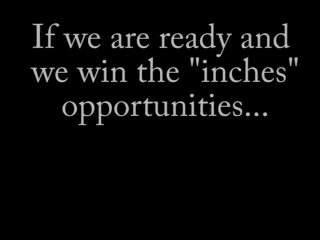 If we are ready and
we win the "inches"
opportunities...